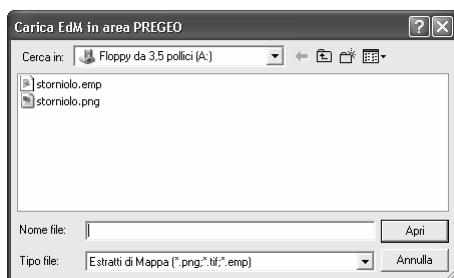 Carica EdM in area PREGEO
Cerca in: Floppy da 3,5 pollici (A:)
storniolo.emp
storniolo.png
Nome file: Apri
Tipo file: Estratti di Mappa (*.png;*.tif;*.emp) Annulla